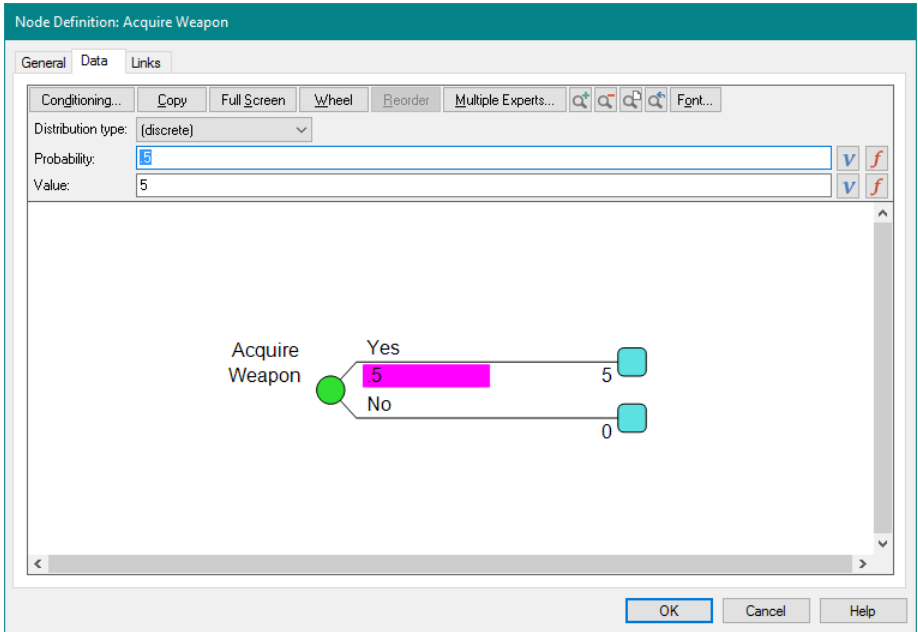 Node Definition: Acquire Weapon
General Data Links
Conditioning... Copy Full Screen Wheel Reorder Multiple Experts... Font...
Distribution type: (discrete)
Probability: .5 v f
Value: 5 v f
Acquire Weapon
Yes
.5 5
No
0
OK Cancel Help